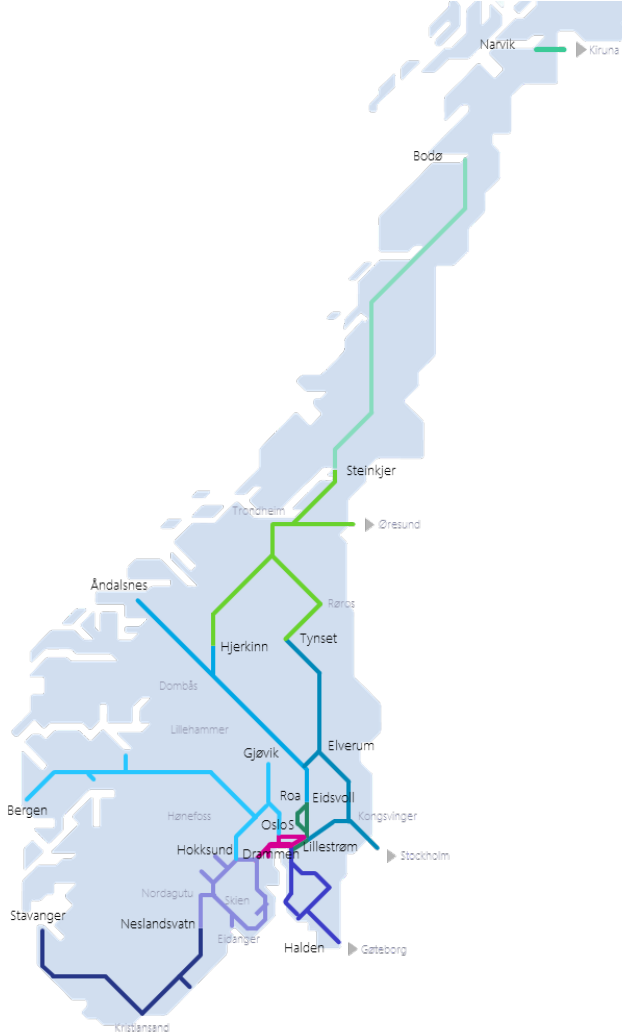 Narvik
Kiruna
Bodø
Steinkjer
Trondheim
Øresund
Åndalsnes
Røros
Hjerkinn
Tynset
Dombås
Lillehammer
Elverum
Gjøvik
Roa
Eidsvoll
Bergen
Hønefoss
OsloS
Kongsvinger
Hokksund
Drammen
Lillestrøm
Stockholm
Nordagutu
Skien
Stavanger
Neslandsvatn
Eidanger
Halden
Gøteborg
Kristiansand